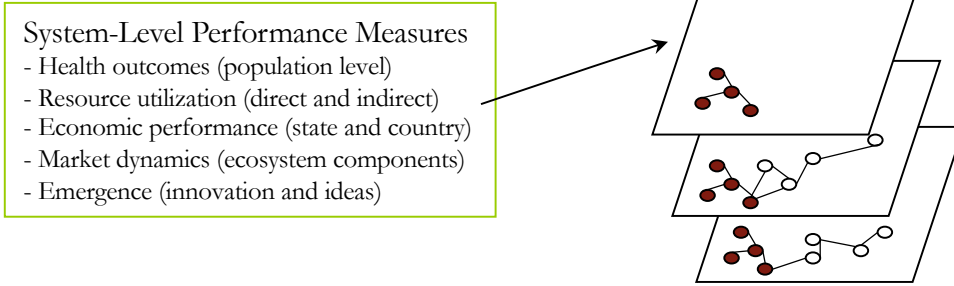 System-Level Performance Measures
- Health outcomes (population level)
- Resource utilization (direct and indirect)
- Economic performance (state and country)
- Market dynamics (ecosystem components)
- Emergence (innovation and ideas)